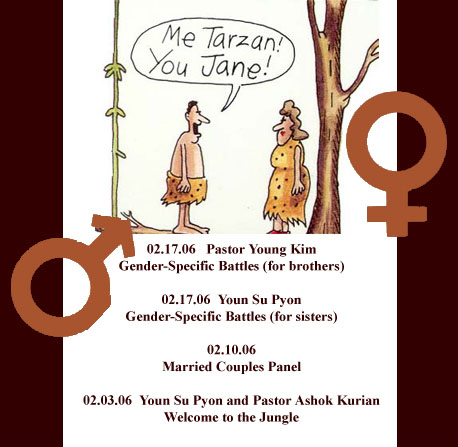 Me Tarzan!
You Jane!
02.17.06 Pastor Young Kim
Gender-Specific Battles (for brothers)
02.17.06 Youn Su Pyon
Gender-Specific Battles (for sisters)
02.10.06
Married Couples Panel
02.03.06 Youn Su Pyon and Pastor Ashok Kurian
Welcome to the Jungle